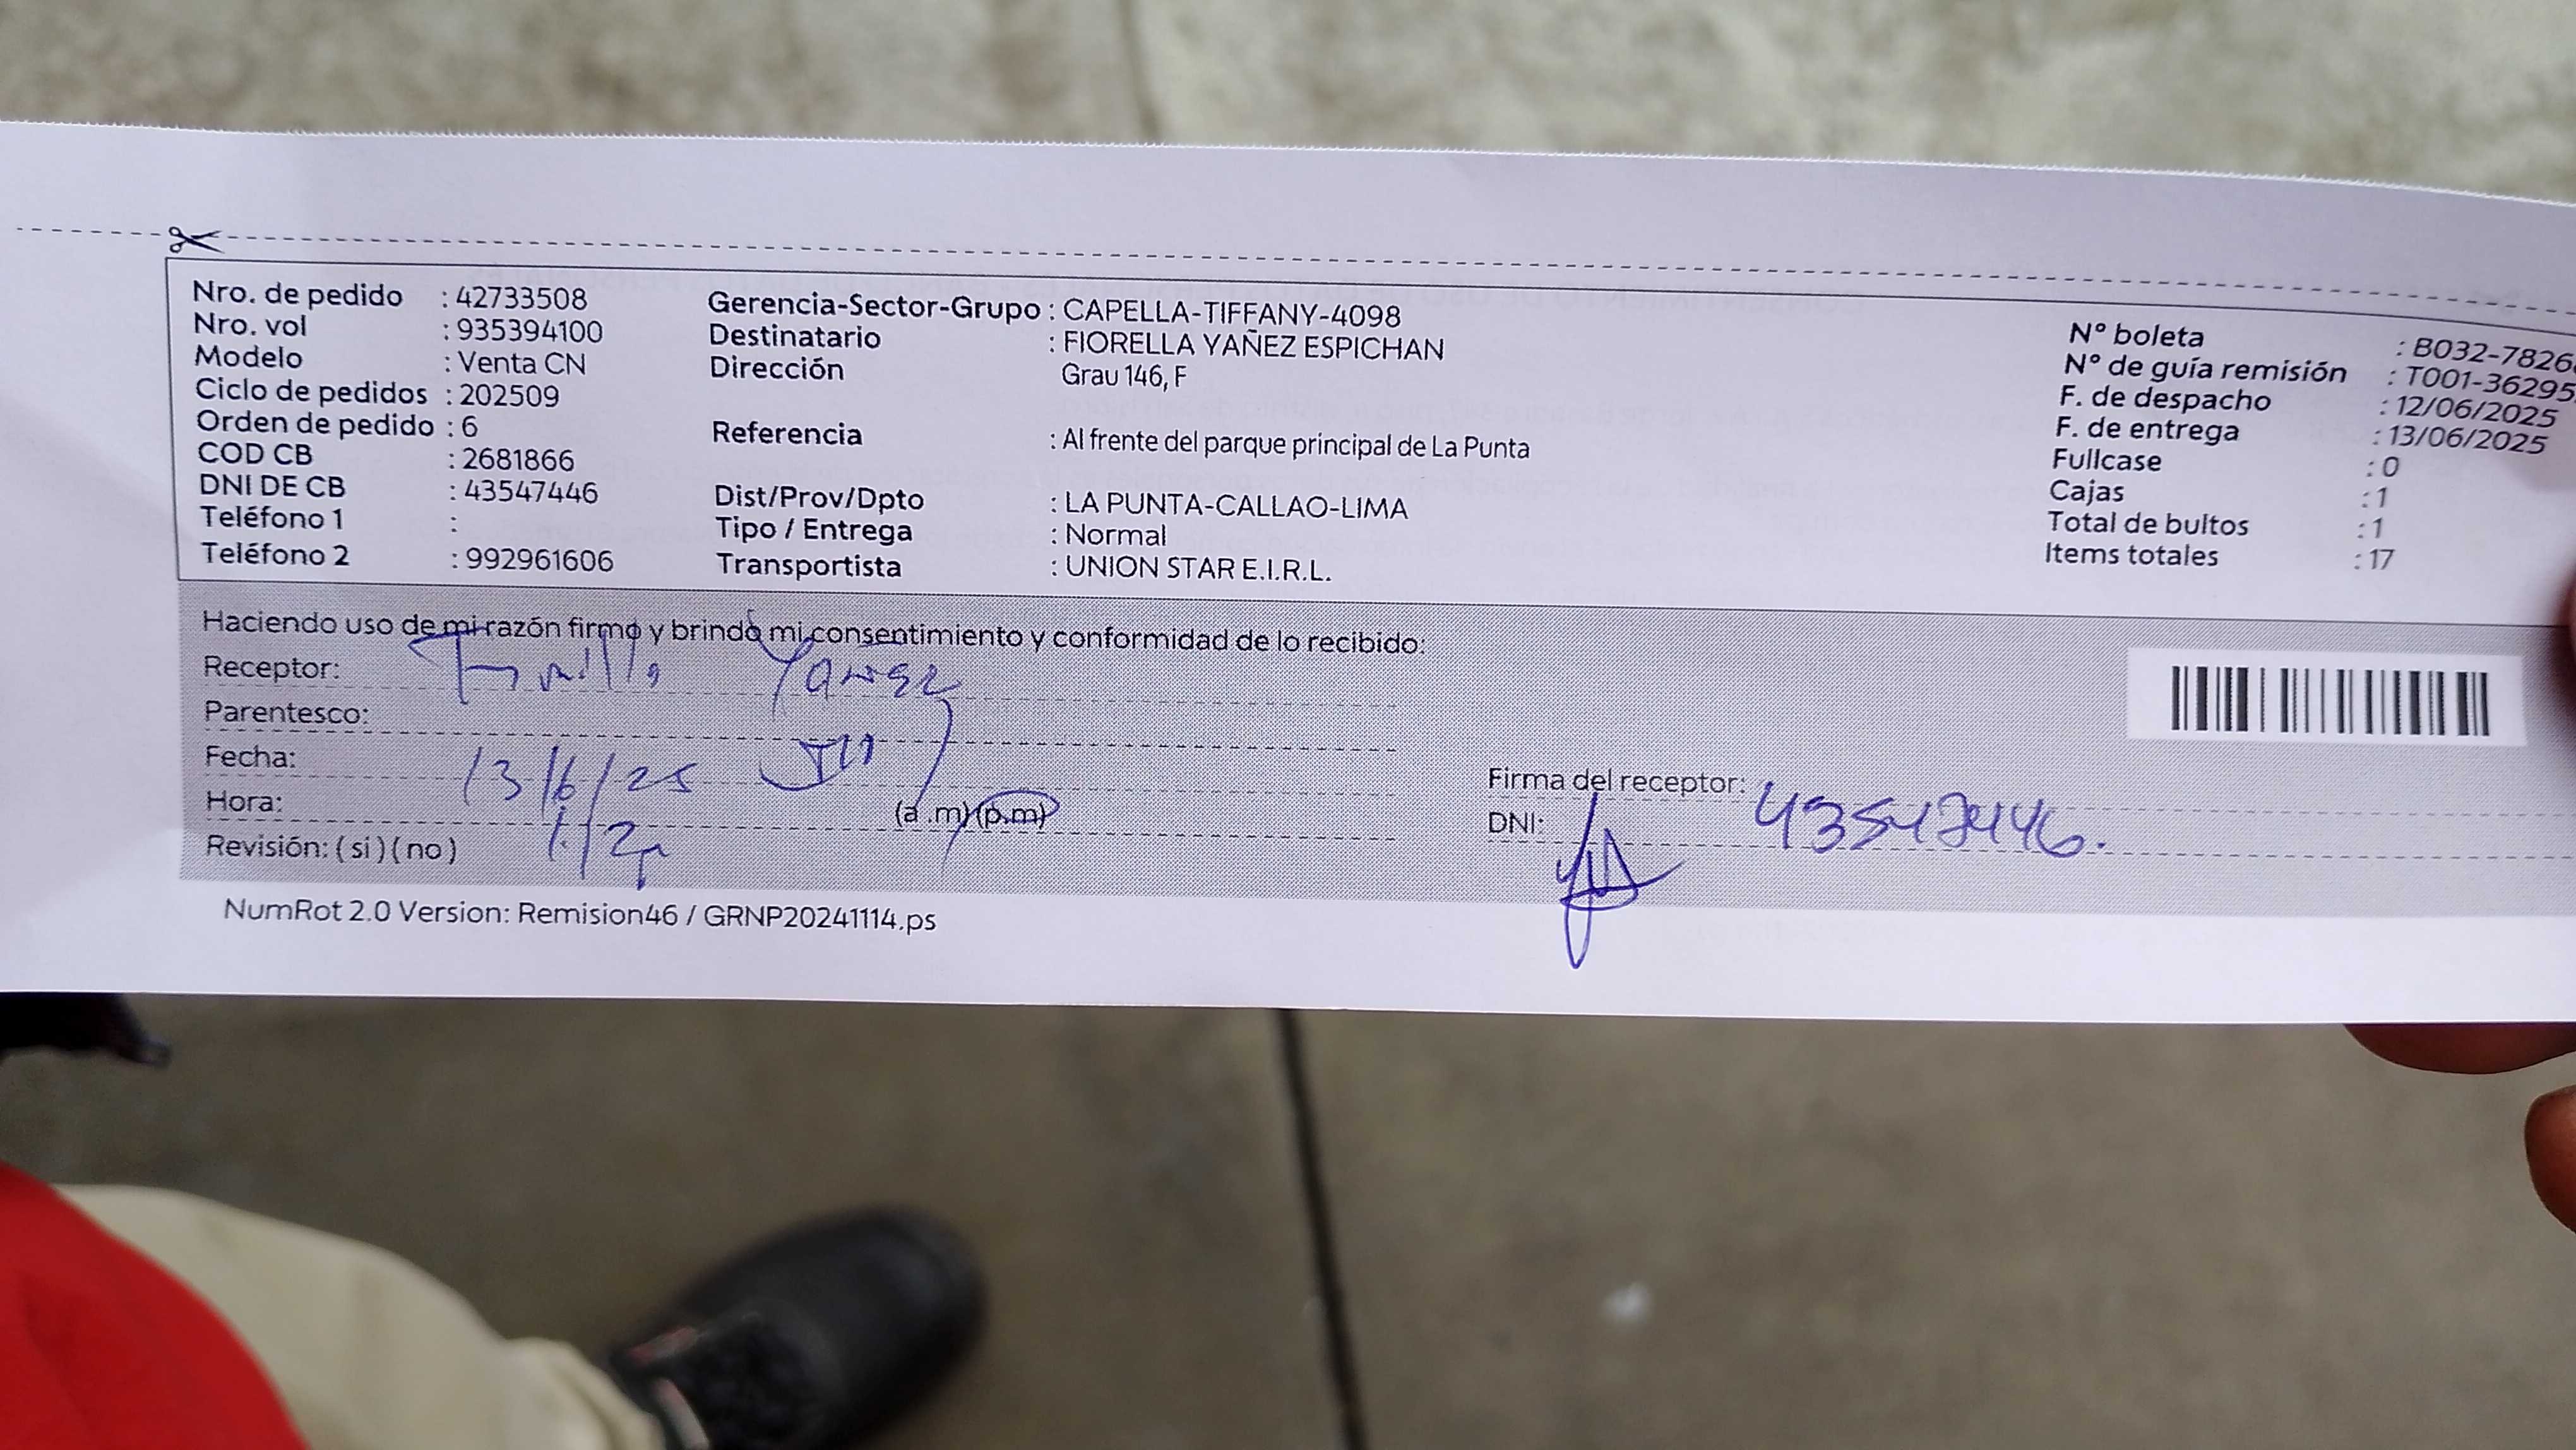 Nro. de pedido : 42733508
Nro. vol : 935394100
Modelo : Venta CN
Ciclo de pedidos : 202509
Orden de pedido : 6
COD CB : 2681866
DNI DE CB : 43547446
Teléfono 1 :
Teléfono 2 : 992961606
Gerencia-Sector-Grupo : CAPELLA-TIFFANY-4098
Destinatario : FIORELLA YAÑEZ ESPICHAN
Dirección Grau 146, F
Referencia : Al frente del parque principal de La Punta
Dist/Prov/Dpto : LA PUNTA-CALLAO-LIMA
Tipo / Entrega : Normal
Transportista : UNION STAR E.I.R.L.
N° boleta : B032-7826
N° de guía remisión : T001-36295
F. de despacho : 12/06/2025
F. de entrega : 13/06/2025
Fullcase : 0
Cajas : 1
Total de bultos : 1
Items totales : 17
Haciendo uso de mi razón firmo y brindo mi consentimiento y conformidad de lo recibido:
Receptor: Yañez
Parentesco:
Fecha: 13/6/25
Hora: (a.m) (p.m)
Revisión: ( si ) ( no )
Firma del receptor:
DNI: 43547446.
NumRot 2.0 Version: Remision46 / GRNP20241114.ps